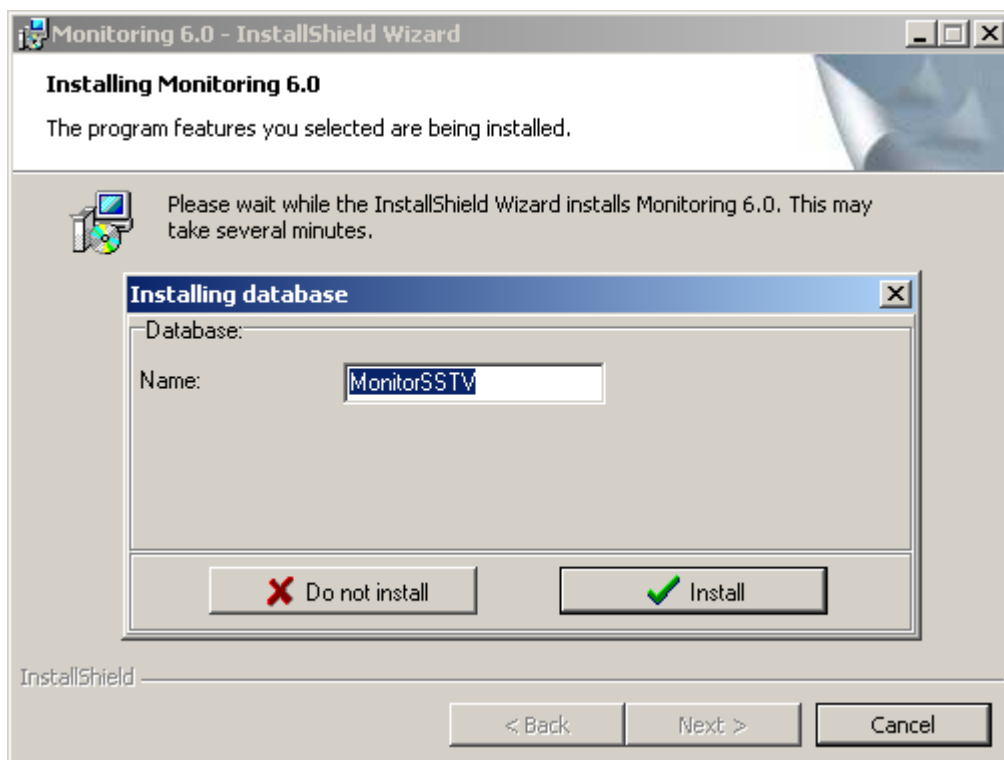 Monitoring 6.0 - InstallShield Wizard
Installing Monitoring 6.0
The program features you selected are being installed.
Please wait while the InstallShield Wizard installs Monitoring 6.0. This may
take several minutes.
Installing database
Database:
Name:
MonitorSSTV
Do not install
Install
InstallShield
< Back
Next >
Cancel